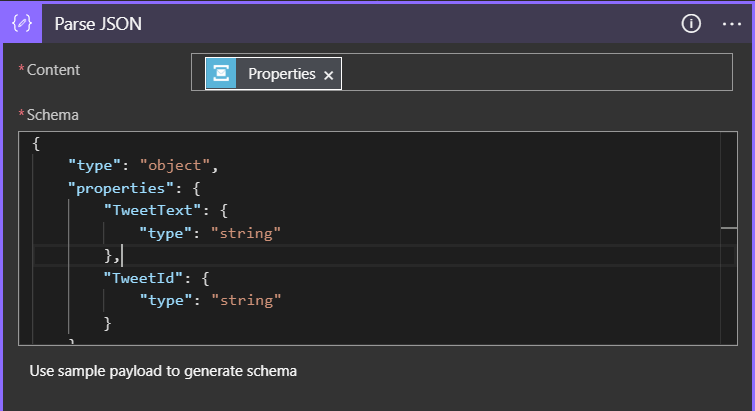 Parse JSON
*Content
Properties ×
*Schema
{
"type": "object",
"properties": {
"TweetText": {
"type": "string"
},
"TweetId": {
"type": "string"
}
}
Use sample payload to generate schema